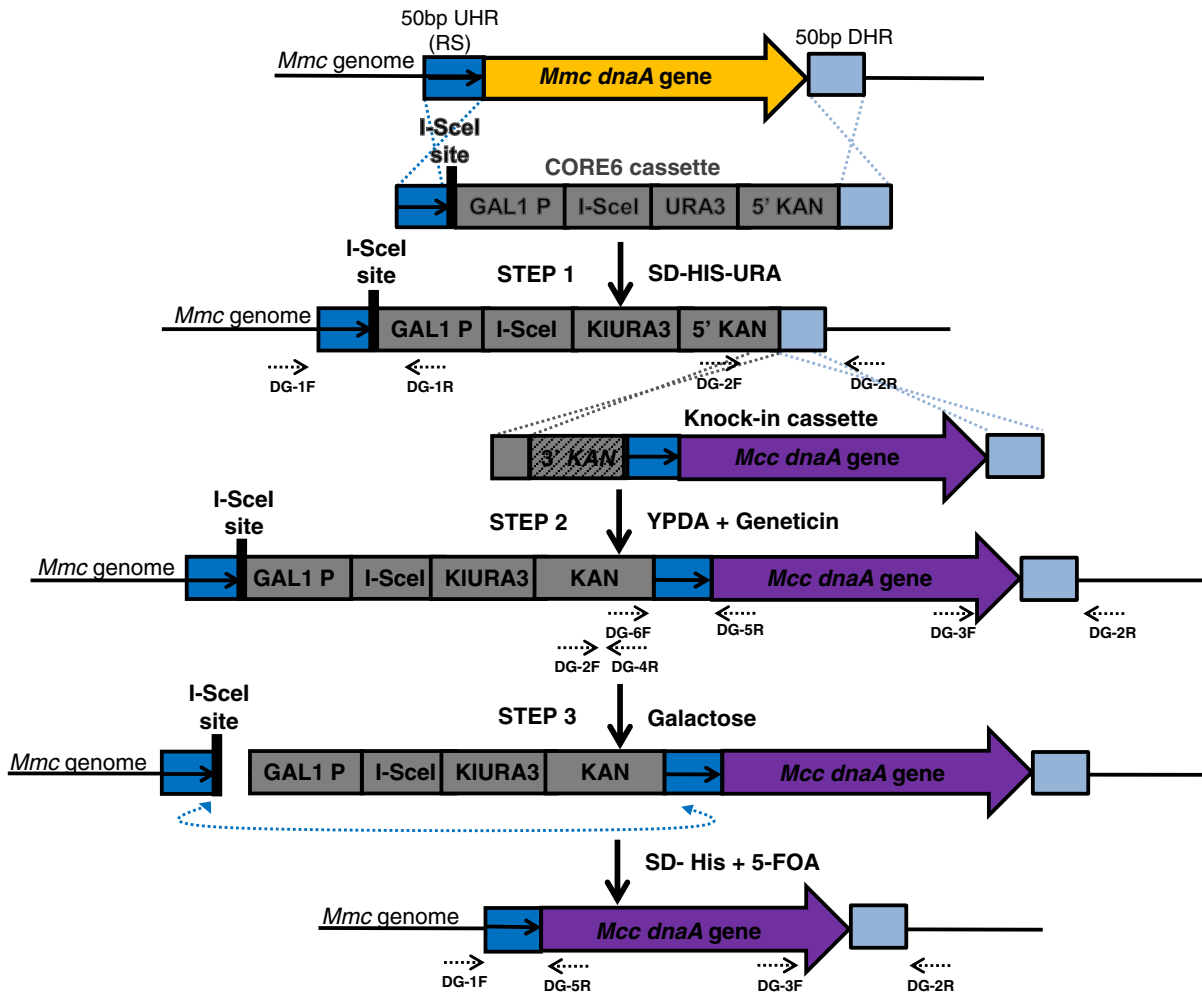 50bp UHR
(RS)
50bp DHR
Mmc genome
Mmc dnaA gene
I-SceI
site
CORE6 cassette
GAL1 P
I-SceI
URA3
5' KAN
I-SceI
site
STEP 1
SD-HIS-URA
Mmc genome
GAL1 P
I-SceI
KIURA3
5' KAN
DG-1F
DG-1R
DG-2F
DG-2R
Knock-in cassette
3' KAN
Mcc dnaA gene
I-SceI
site
STEP 2
YPDA + Geneticin
Mmc genome
GAL1 P
I-SceI
KIURA3
KAN
Mcc dnaA gene
DG-6F
DG-5R
DG-3F
DG-2R
DG-2F
DG-4R
I-SceI
site
STEP 3
Galactose
Mmc genome
GAL1 P
I-SceI
KIURA3
KAN
Mcc dnaA gene
SD- His + 5-FOA
Mmc genome
Mcc dnaA gene
DG-1F
DG-5R
DG-3F
DG-2R